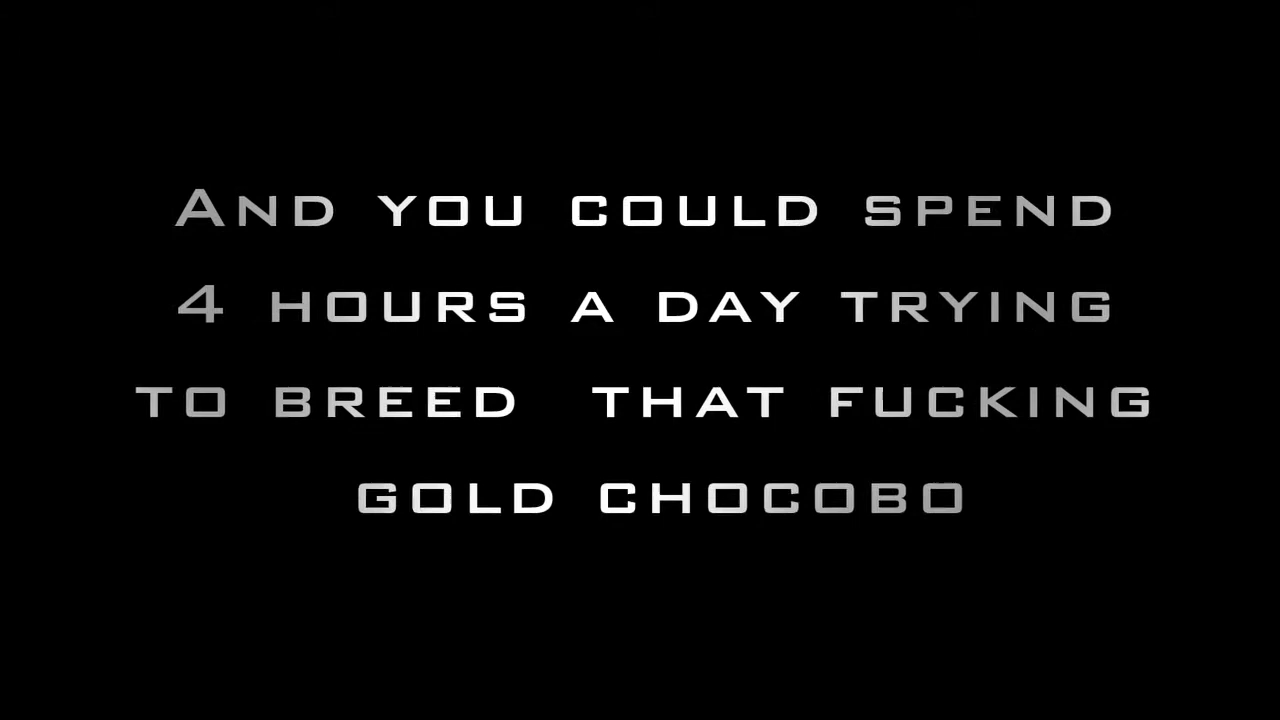 And you could spend
4 hours a day trying
to breed that fucking
gold chocobo